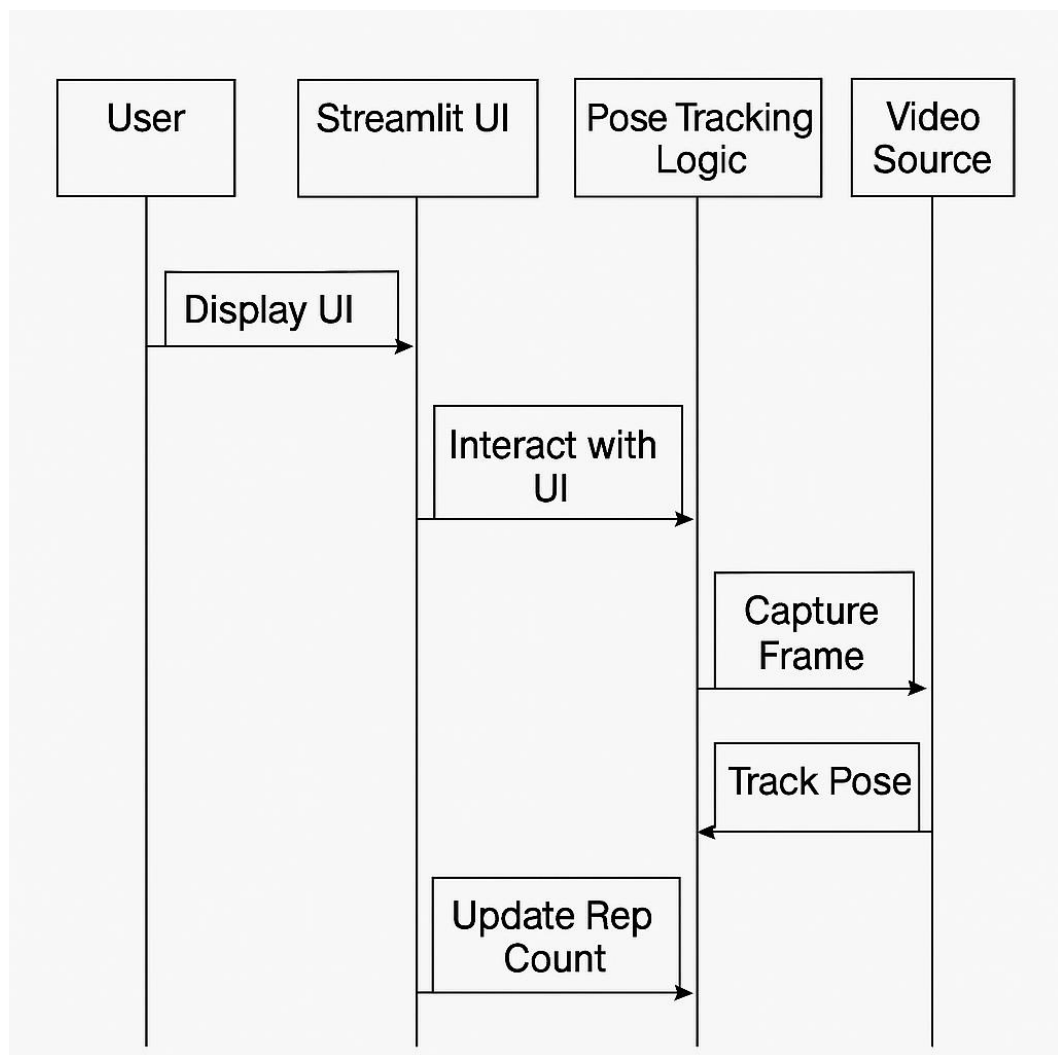 User
Streamlit UI
Pose Tracking
Logic
Video
Source
Display UI
Interact with
UI
Capture
Frame
Track Pose
Update Rep
Count